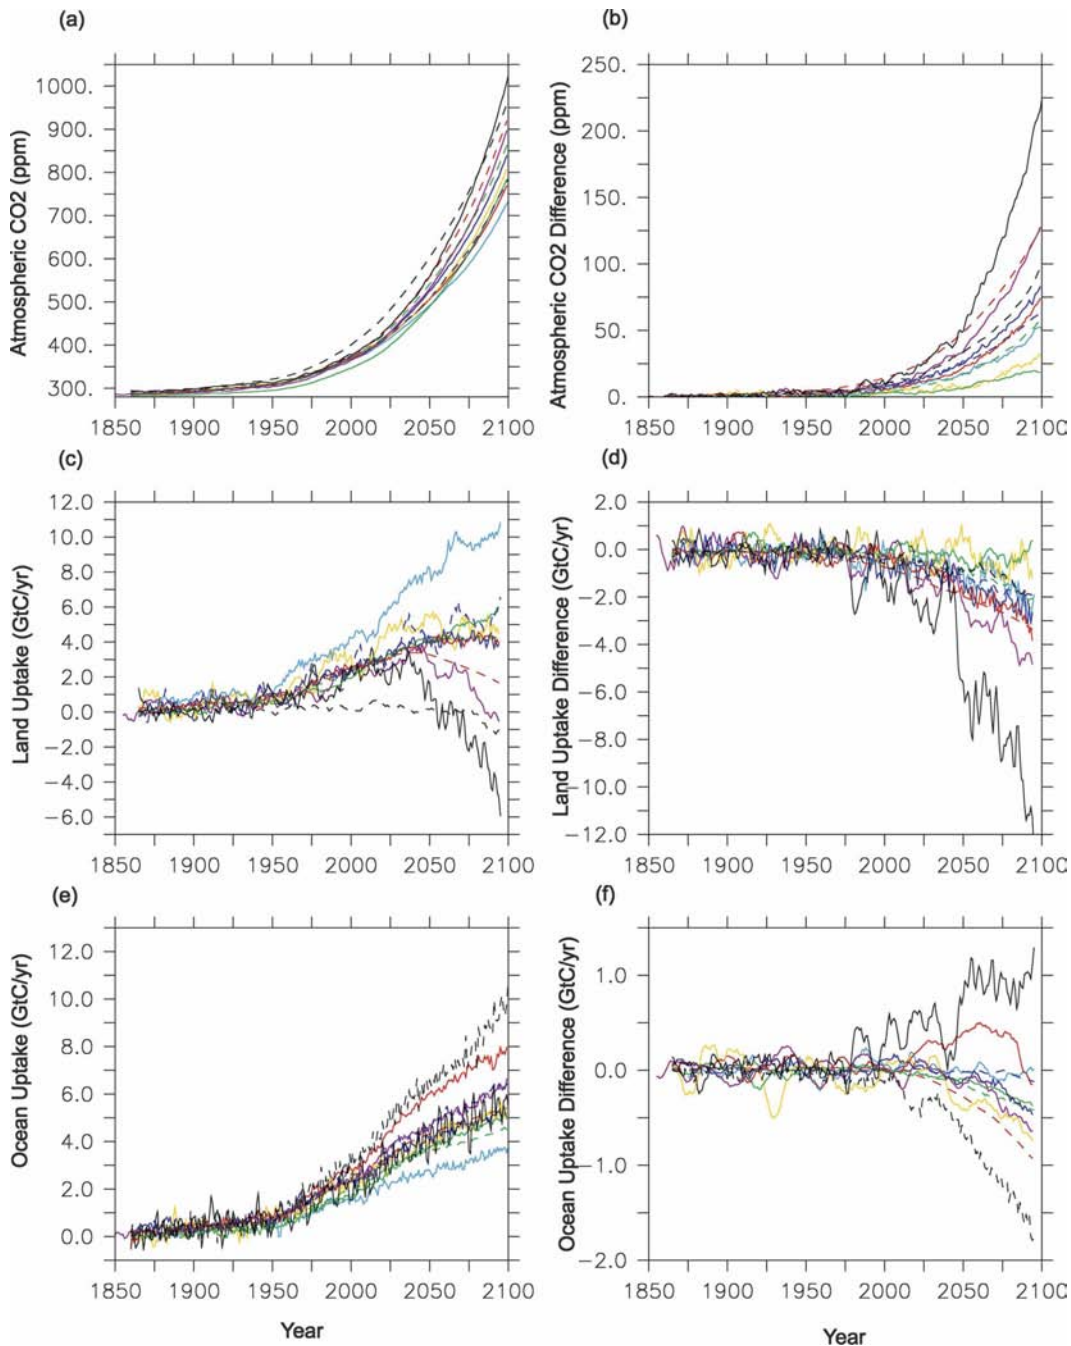 (a)
(b)
Atmospheric CO2 (ppm)
1000.
900.
800.
700.
600.
500.
400.
300.
1850 1900 1950 2000 2050 2100
Atmospheric CO2 Difference (ppm)
250.
200.
150.
100.
50.
0.
1850 1900 1950 2000 2050 2100
(c)
(d)
Land Uptake (GtC/yr)
12.0
10.0
8.0
6.0
4.0
2.0
0.0
−2.0
−4.0
−6.0
1850 1900 1950 2000 2050 2100
Land Uptake Difference (GtC/yr)
2.0
0.0
−2.0
−4.0
−6.0
−8.0
−10.0
−12.0
1850 1900 1950 2000 2050 2100
(e)
(f)
Ocean Uptake (GtC/yr)
12.0
10.0
8.0
6.0
4.0
2.0
0.0
1850 1900 1950 2000 2050 2100
Year
Ocean Uptake Difference (GtC/yr)
1.0
0.0
−1.0
−2.0
1850 1900 1950 2000 2050 2100
Year